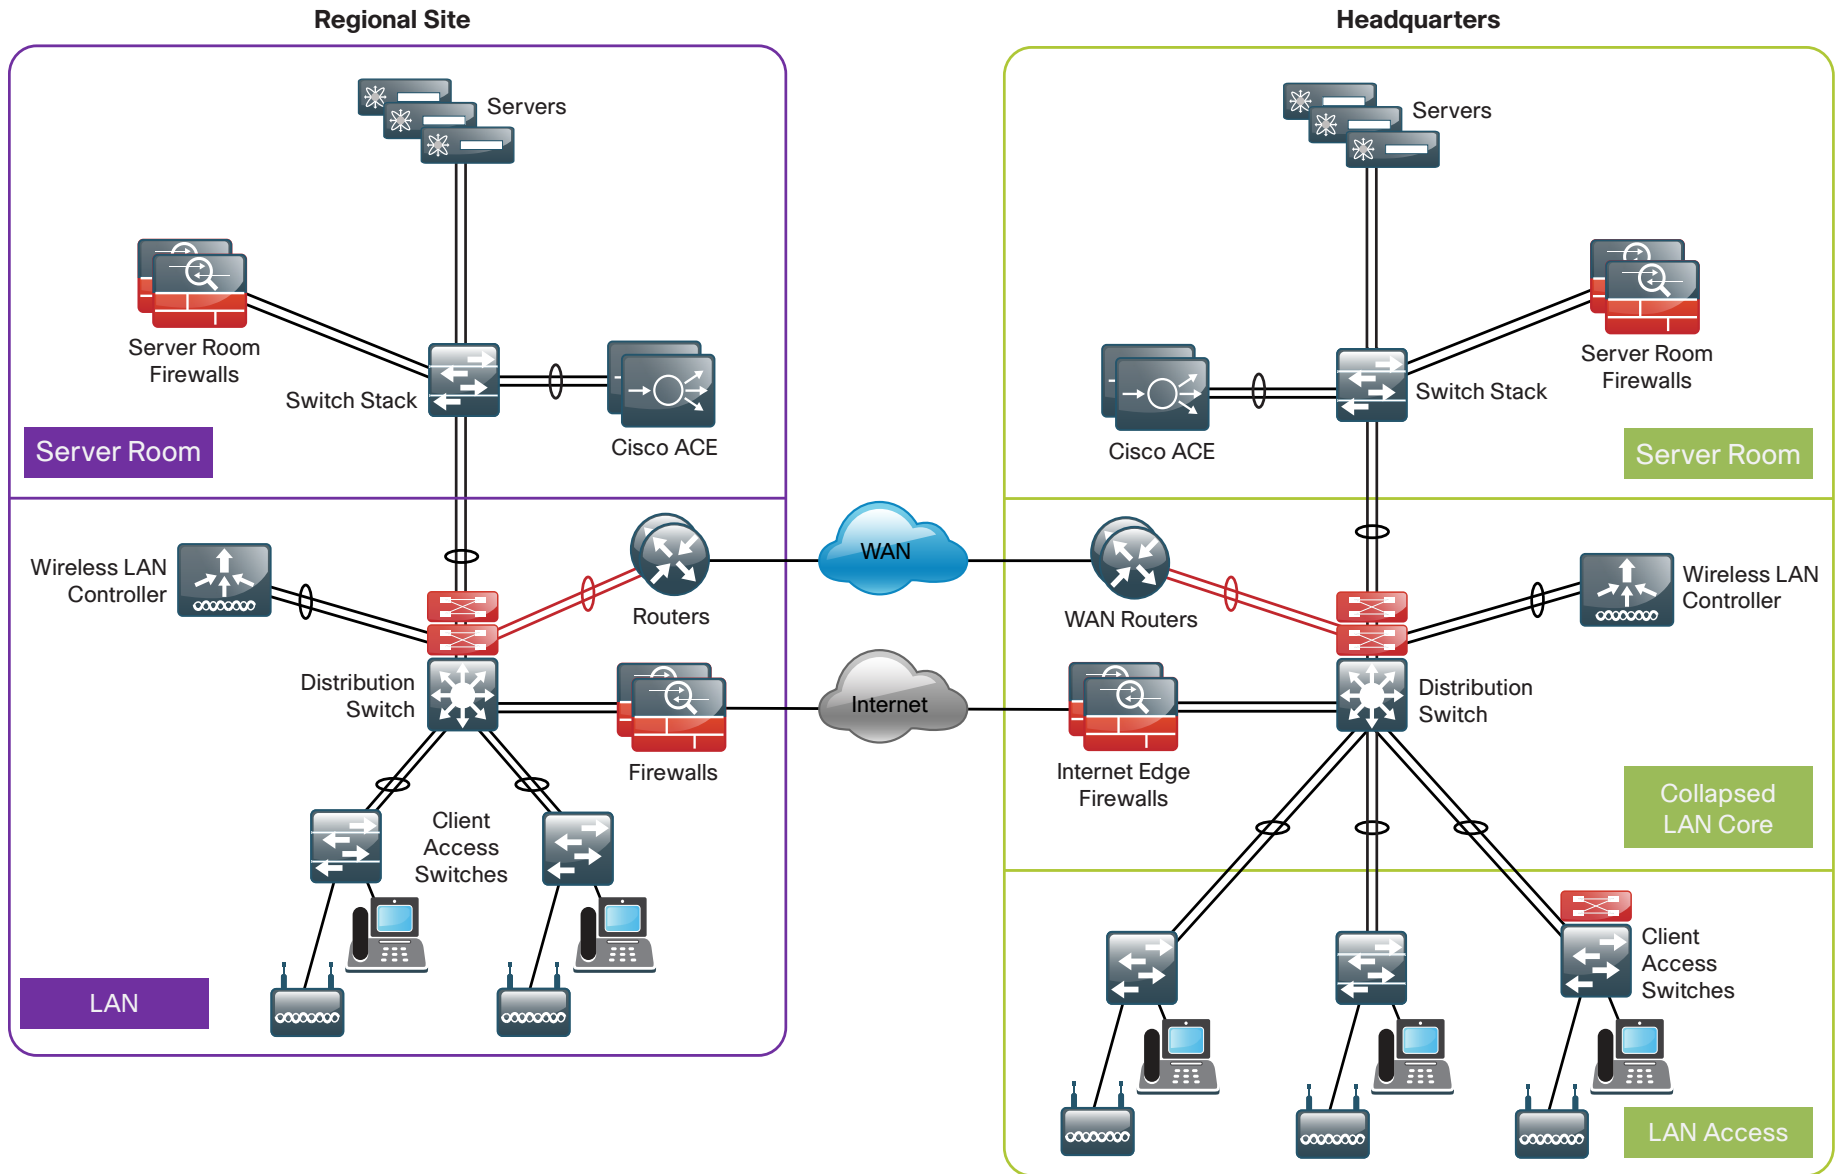 Regional Site
Servers
Server Room
Firewalls
Switch Stack
Cisco ACE
Server Room
Wireless LAN
Controller
Routers
Distribution
Switch
Firewalls
Client
Access
Switches
LAN
WAN
Internet
Headquarters
Servers
Server Room
Firewalls
Switch Stack
Cisco ACE
Server Room
WAN Routers
Wireless LAN
Controller
Distribution
Switch
Internet Edge
Firewalls
Collapsed
LAN Core
Client
Access
Switches
LAN Access